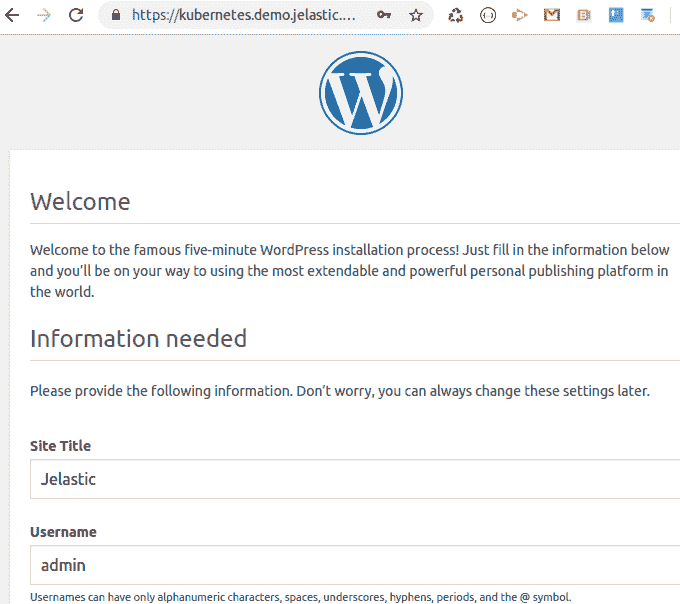 https://kubernetes.demo.jelastic....
W
Welcome
Welcome to the famous five-minute WordPress installation process! Just fill in the information below
and you’ll be on your way to using the most extendable and powerful personal publishing platform in
the world.
Information needed
Please provide the following information. Don’t worry, you can always change these settings later.
Site Title
Jelastic
Username
admin
Usernames can have only alphanumeric characters, spaces, underscores, hyphens, periods, and the @ symbol.